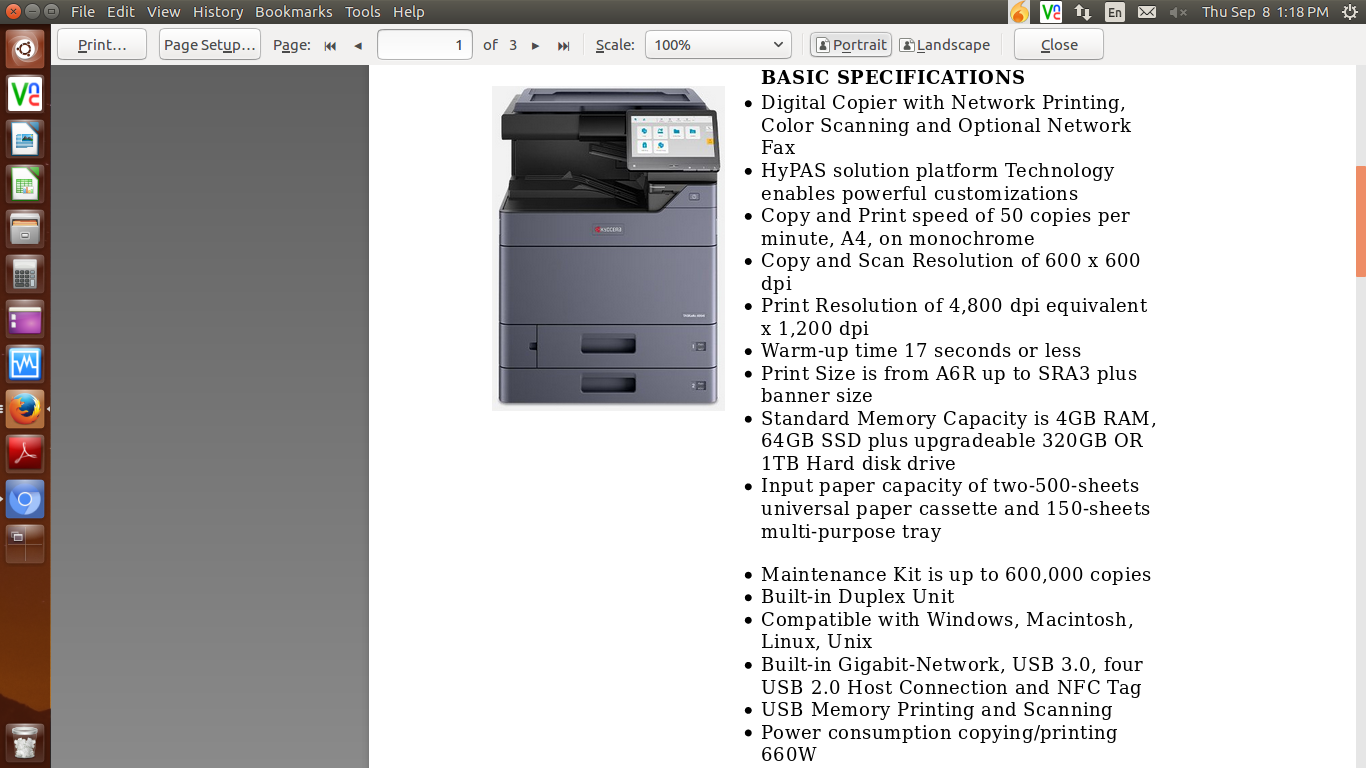 File Edit View History Bookmarks Tools Help
En
Thu Sep 8 1:18 PM
Print...
Page Setup...
Page:
1
of 3
Scale:
100%
Portrait
Landscape
Close
BASIC SPECIFICATIONS
Digital Copier with Network Printing,
Color Scanning and Optional Network
Fax
HyPAS solution platform Technology
enables powerful customizations
Copy and Print speed of 50 copies per
minute, A4, on monochrome
Copy and Scan Resolution of 600 x 600
dpi
Print Resolution of 4,800 dpi equivalent
x 1,200 dpi
Warm-up time 17 seconds or less
Print Size is from A6R up to SRA3 plus
banner size
Standard Memory Capacity is 4GB RAM,
64GB SSD plus upgradeable 320GB OR
1TB Hard disk drive
Input paper capacity of two-500-sheets
universal paper cassette and 150-sheets
multi-purpose tray
Maintenance Kit is up to 600,000 copies
Built-in Duplex Unit
Compatible with Windows, Macintosh,
Linux, Unix
Built-in Gigabit-Network, USB 3.0, four
USB 2.0 Host Connection and NFC Tag
USB Memory Printing and Scanning
Power consumption copying/printing
660W
KYOCERA